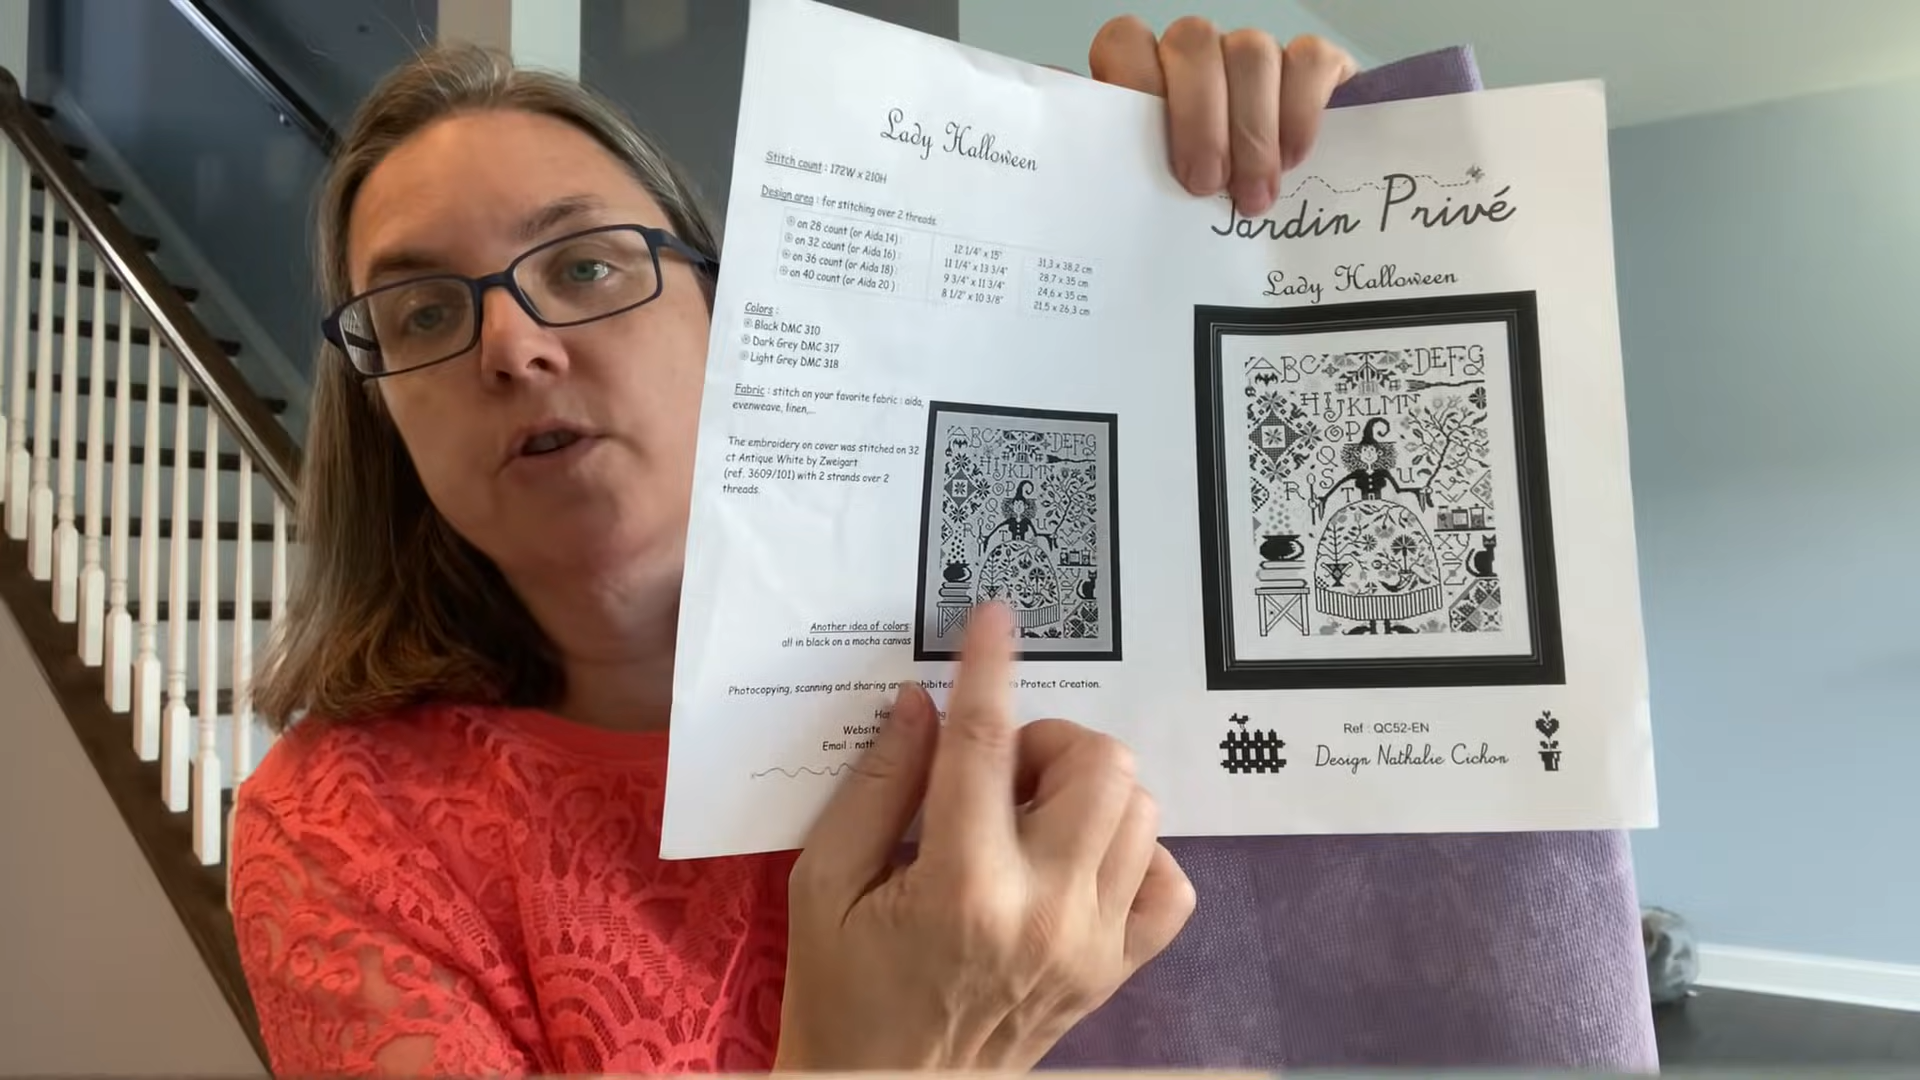 Lady Halloween
Stitch count : 172W x 210H
Design area : for stitching over 2 threads.
on 28 count (or Aida 14) : 12 1/4" x 15" 31,3 x 38,2 cm
on 32 count (or Aida 16) : 11 1/4" x 13 3/4" 28,7 x 35 cm
on 36 count (or Aida 18) : 9 3/4" x 11 3/4" 24,6 x 35 cm
on 40 count (or Aida 20 ) : 8 1/2" x 10 3/8" 21,5 x 26,3 cm
Colors :
Black DMC 310
Dark Grey DMC 317
Light Grey DMC 318
Fabric : stitch on your favorite fabric : aida,
evenweave, linen,...
The embroidery on cover was stitched on 32
ct Antique White by Zweigart
(ref. 3609/101) with 2 strands over 2
threads.
ABC DEFG
HIJKLMN
OP
Q
R S T U
Another idea of colors:
all in black on a mocha canvas
Photocopying, scanning and sharing are Protect Creation.
Website
Email :
Jardin Privé
Lady Halloween
ABC DEFG
HIJKLMN
OP
Q
R S T U
Ref : QC52-EN
Design Nathalie Cichon